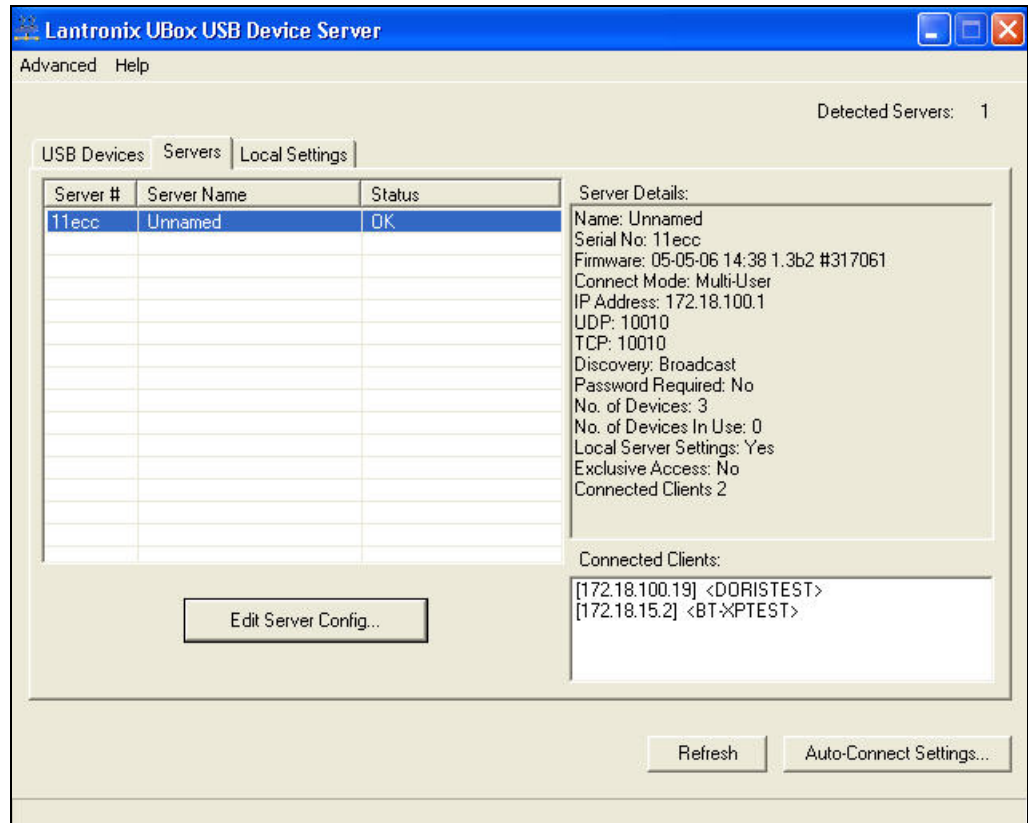 Lantronix UBox USB Device Server
Advanced Help
Detected Servers: 1
USB Devices Servers Local Settings
Server # Server Name Status
11ecc Unnamed OK
Server Details:
Name: Unnamed
Serial No: 11ecc
Firmware: 05-05-06 14:38 1.3b2 #317061
Connect Mode: Multi-User
IP Address: 172.18.100.1
UDP: 10010
TCP: 10010
Discovery: Broadcast
Password Required: No
No. of Devices: 3
No. of Devices In Use: 0
Local Server Settings: Yes
Exclusive Access: No
Connected Clients 2
Connected Clients:
[172.18.100.19] <DORISTEST>
[172.18.15.2] <BT-XPTEST>
Edit Server Config...
Refresh Auto-Connect Settings...